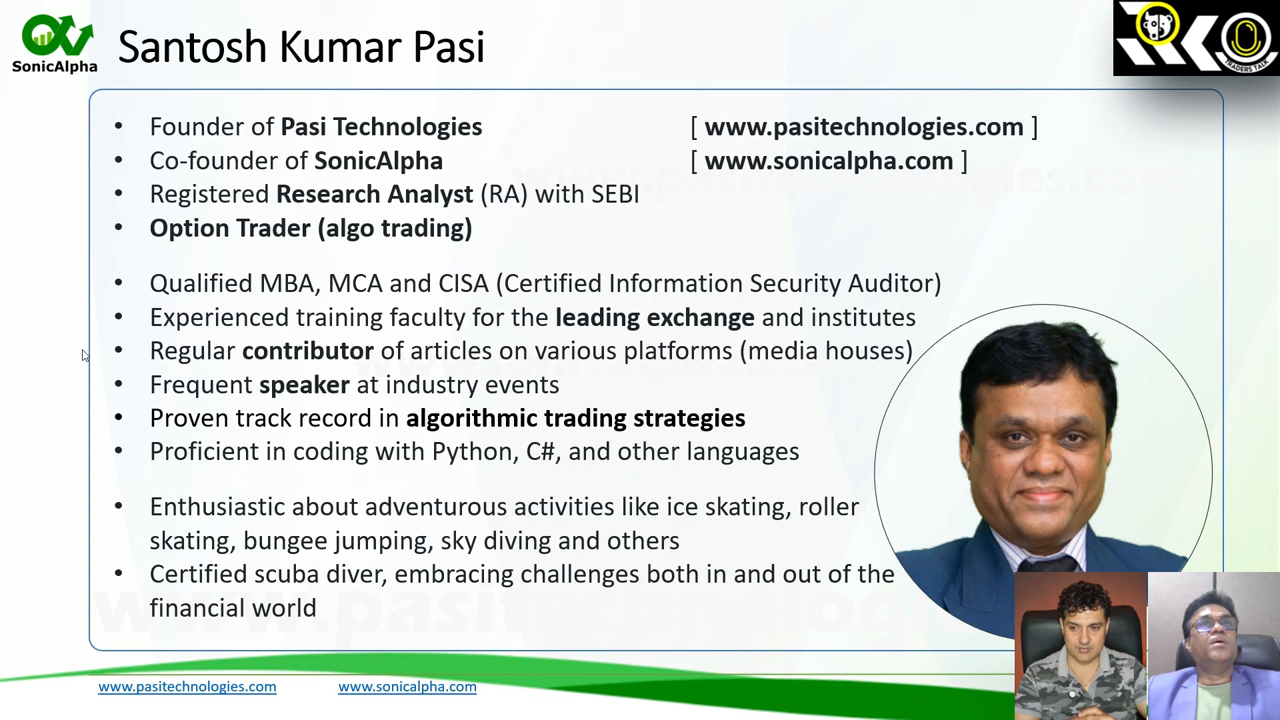 SonicAlpha
Santosh Kumar Pasi
RK
TRADERS TALK
• Founder of Pasi Technologies [ www.pasitechnologies.com ]
• Co-founder of SonicAlpha [ www.sonicalpha.com ]
• Registered Research Analyst (RA) with SEBI
• Option Trader (algo trading)
• Qualified MBA, MCA and CISA (Certified Information Security Auditor)
• Experienced training faculty for the leading exchange and institutes
• Regular contributor of articles on various platforms (media houses)
• Frequent speaker at industry events
• Proven track record in algorithmic trading strategies
• Proficient in coding with Python, C#, and other languages
• Enthusiastic about adventurous activities like ice skating, roller
skating, bungee jumping, sky diving and others
• Certified scuba diver, embracing challenges both in and out of the
financial world
www.pasitechnologies.com www.sonicalpha.com